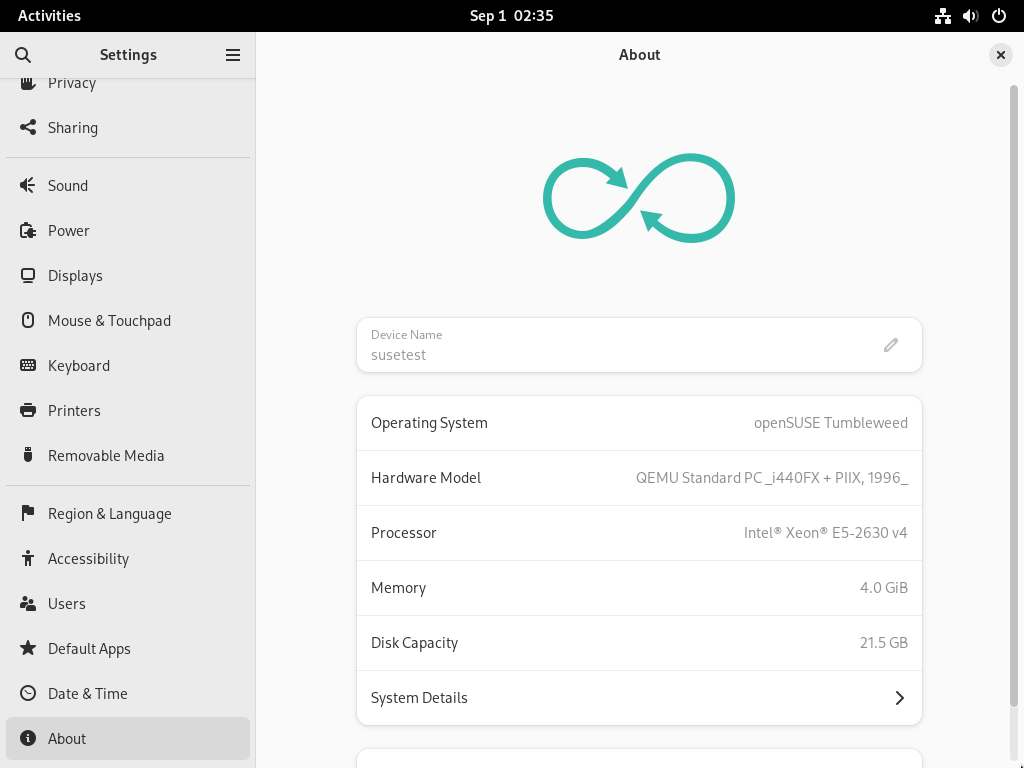 Activities
Sep 1 02:35
Settings
About
Privacy
Sharing
Sound
Power
Displays
Mouse & Touchpad
Keyboard
Printers
Removable Media
Region & Language
Accessibility
Users
Default Apps
Date & Time
About
Device Name
susetest
Operating System openSUSE Tumbleweed
Hardware Model QEMU Standard PC _i440FX + PIIX, 1996_
Processor Intel® Xeon® E5-2630 v4
Memory 4.0 GiB
Disk Capacity 21.5 GB
System Details